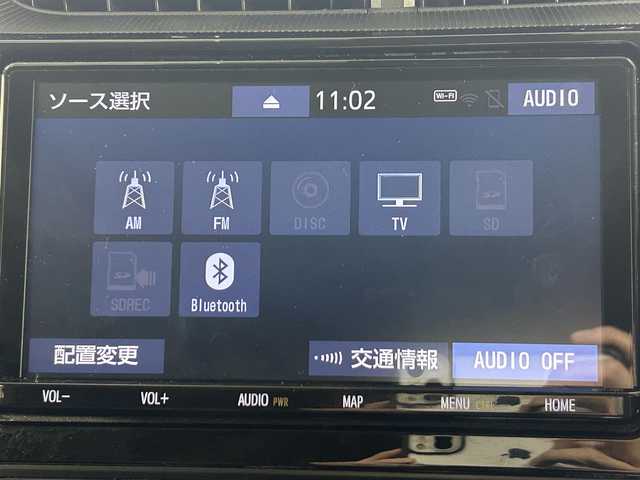 ソース選択 11:02 Wi-Fi AUDIO
AM FM DISC TV SD
SDREC Bluetooth
配置変更 交通情報 AUDIO OFF
VOL− VOL+ AUDIO PWR MAP MENU HOME